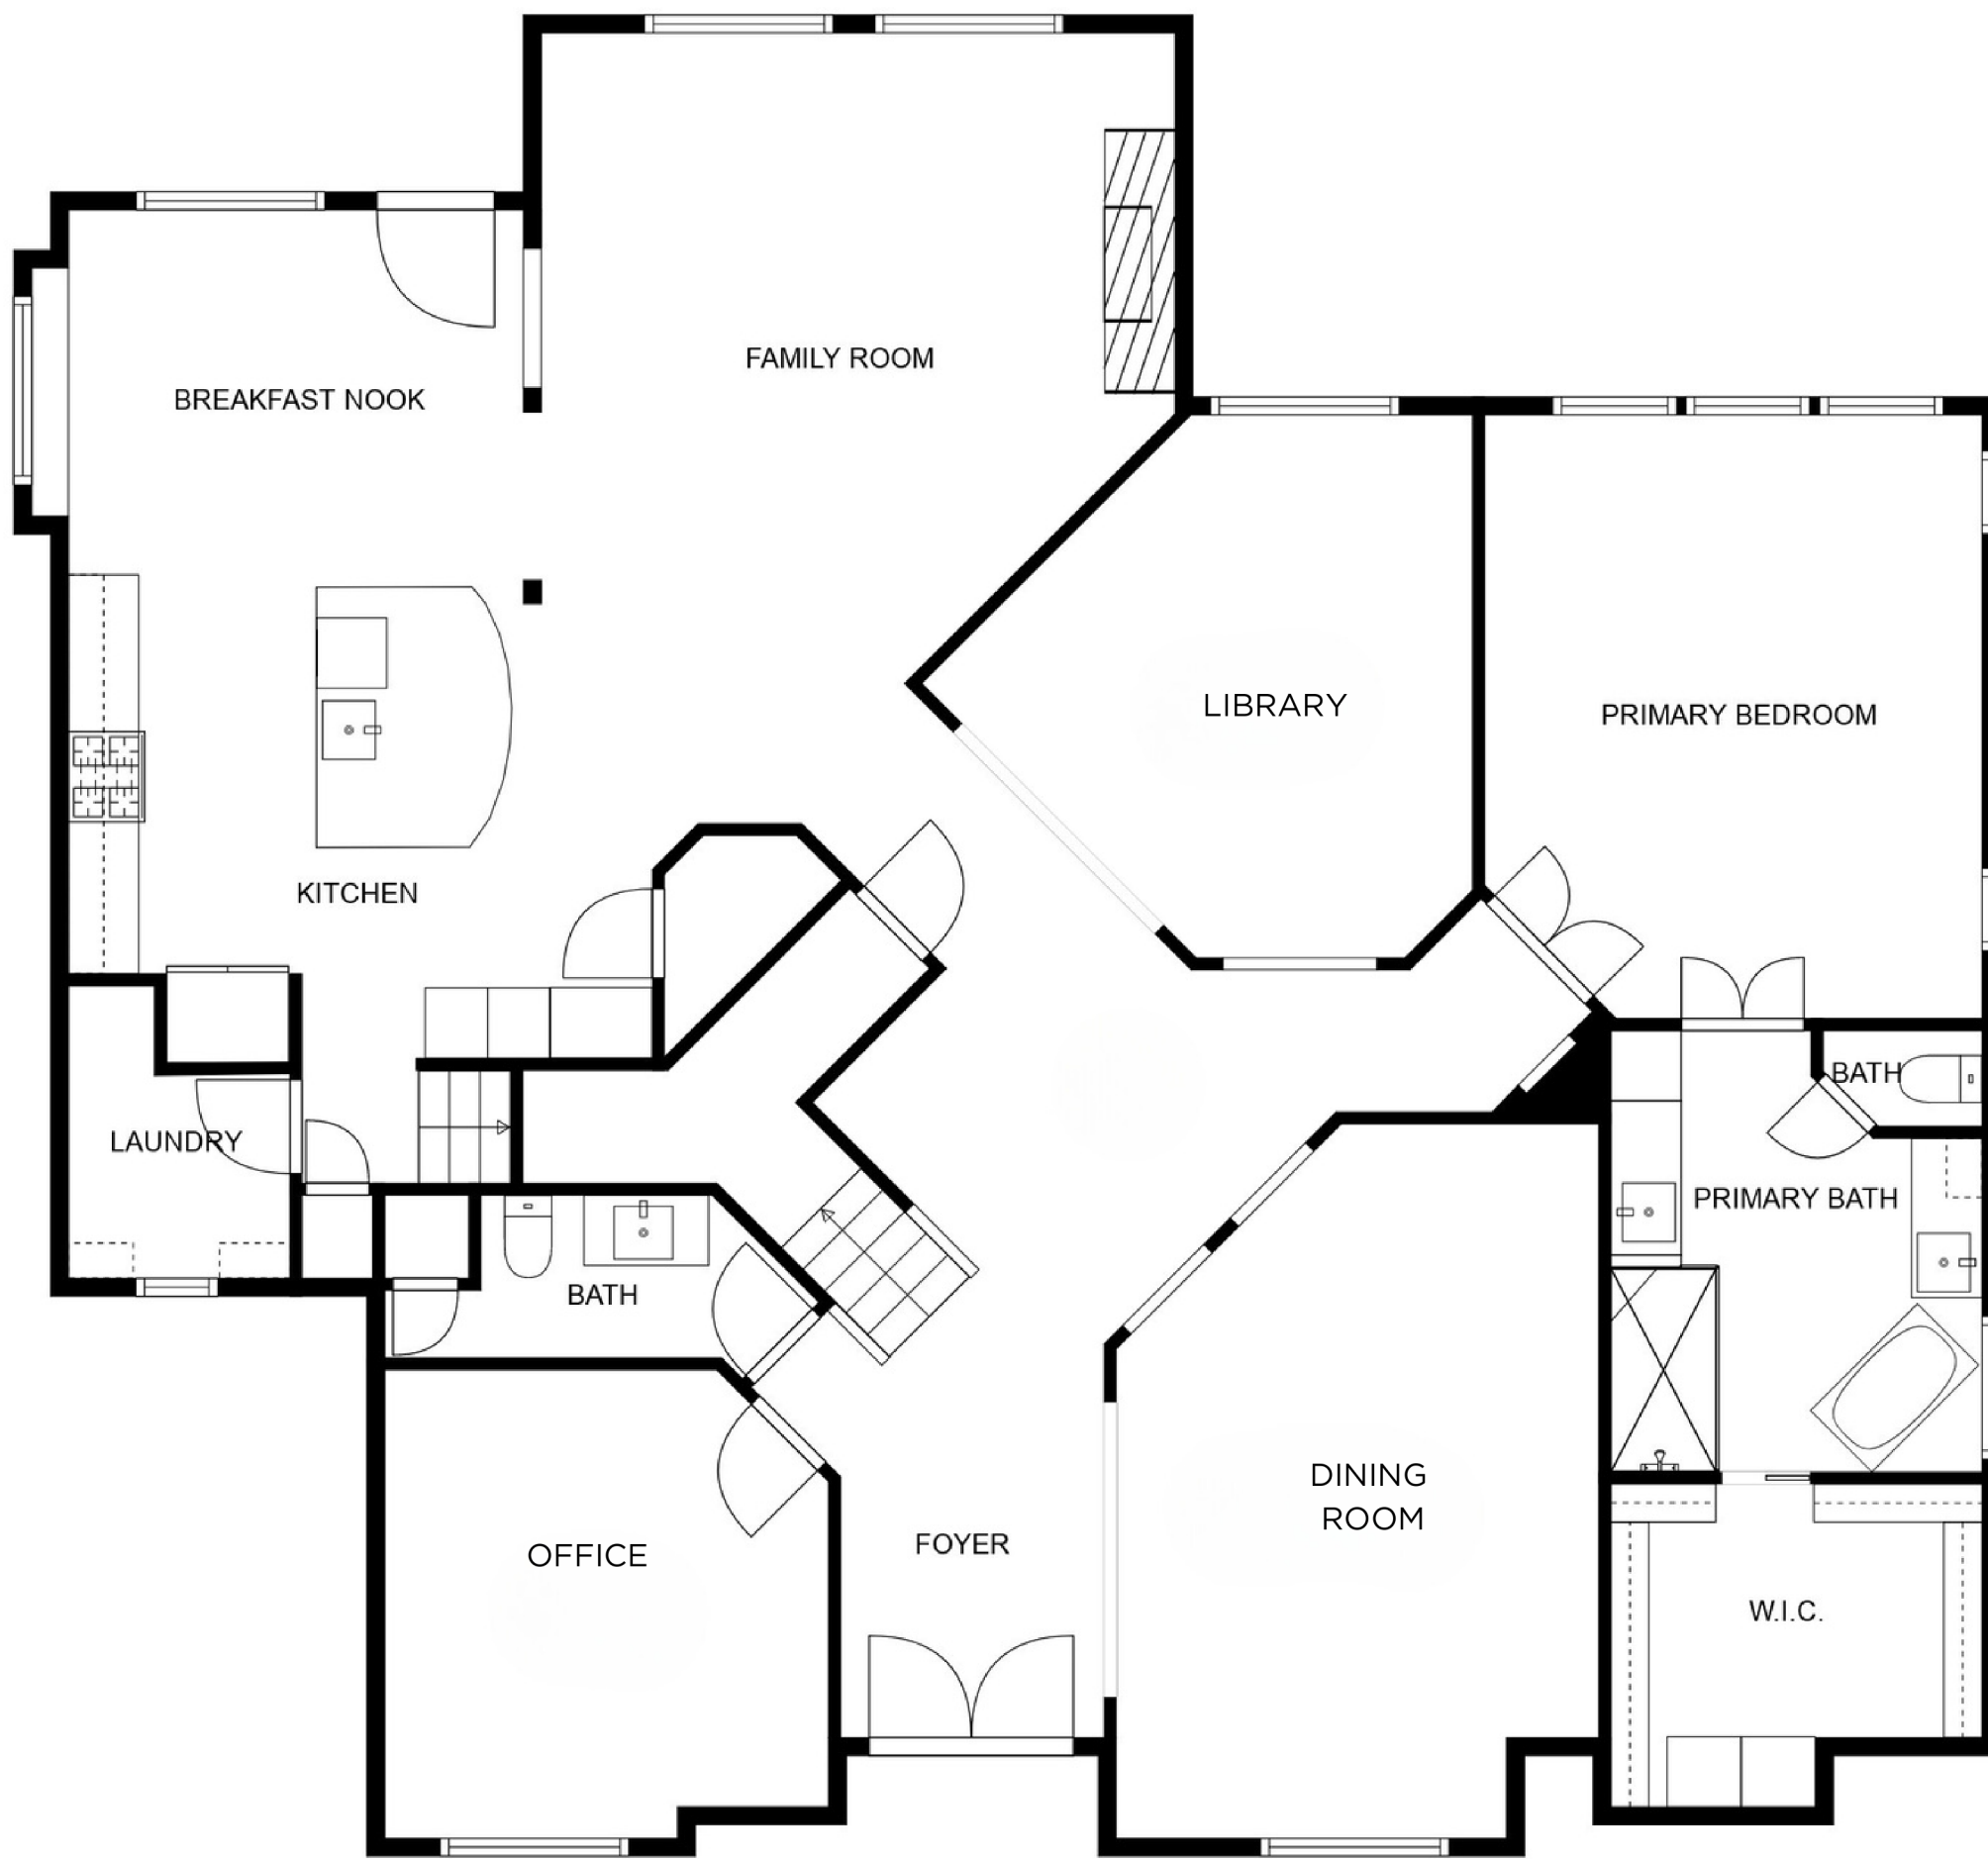 FAMILY ROOM
BREAKFAST NOOK
LIBRARY
PRIMARY BEDROOM
KITCHEN
BATH
LAUNDRY
PRIMARY BATH
BATH
DINING
ROOM
FOYER
OFFICE
W.I.C.